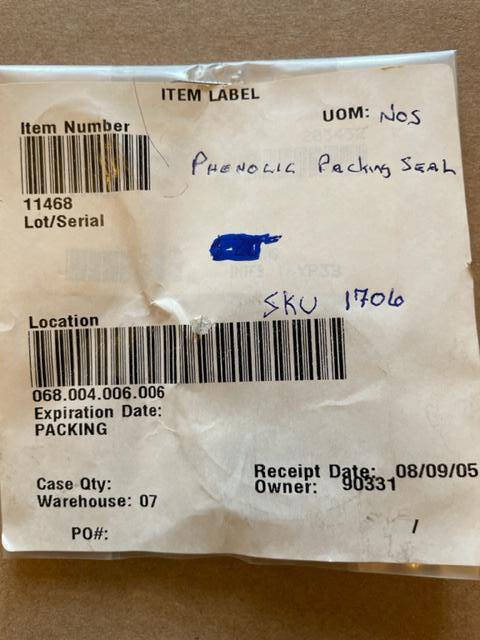 ITEM LABEL
UOM: NOS
Item Number
PHENOLIC Packing SEAL
11468
Lot/Serial
SKU 1706
Location
068.004.006.006
Expiration Date:
PACKING
Receipt Date: 08/09/05
Case Qty:
Owner: 90331
Warehouse: 07
PO#:
/